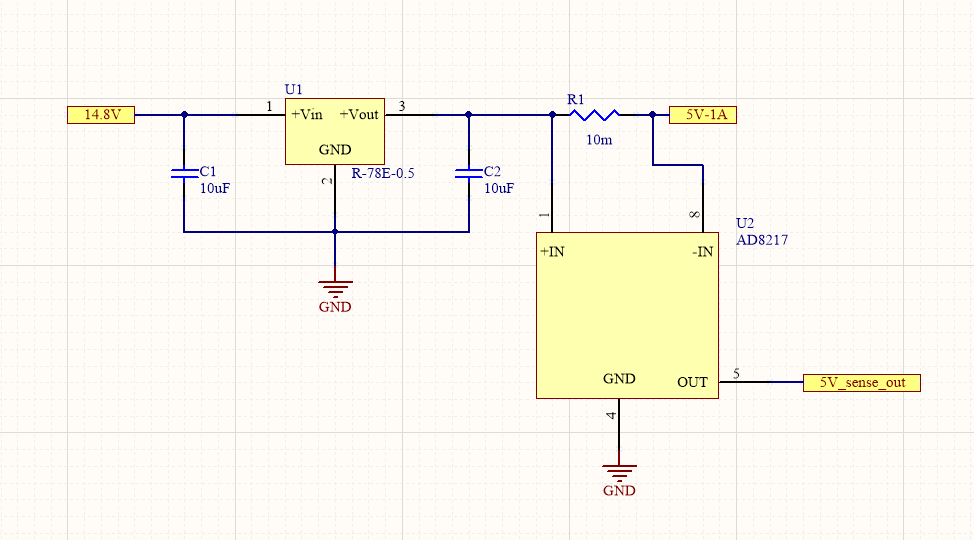 U1
14.8V
1
+Vin
+Vout
3
GND
2
R-78E-0.5
C1
10uF
C2
10uF
GND
R1
10m
5V-1A
1
8
U2
AD8217
+IN
-IN
GND
OUT
5
5V_sense_out
4
GND